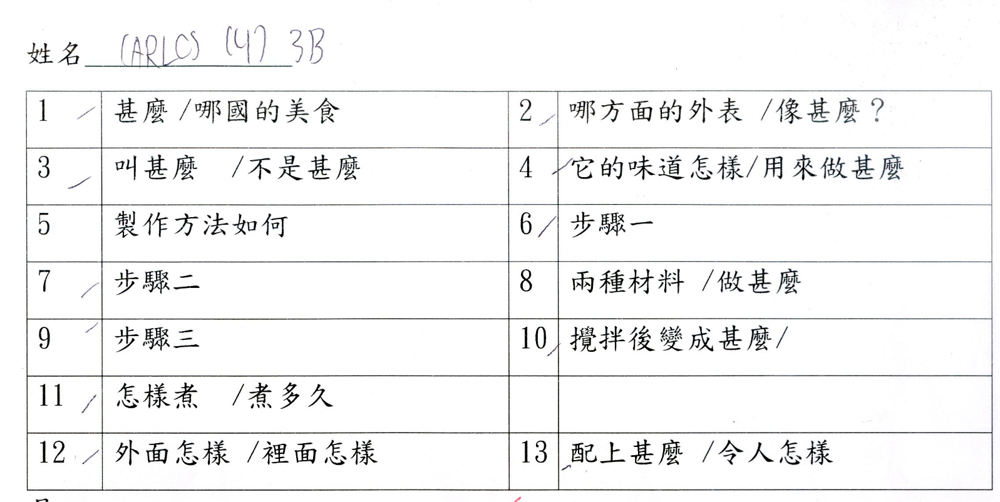 姓名 CARLOS (4) 3B
1 甚麼 /哪國的美食 2 哪方面的外表 /像甚麼？
3 叫甚麼 /不是甚麼 4 它的味道怎樣/用來做甚麼
5 製作方法如何 6 步驟一
7 步驟二 8 兩種材料 /做甚麼
9 步驟三 10 攪拌後變成甚麼/
11 怎樣煮 /煮多久
12 外面怎樣 /裡面怎樣 13 配上甚麼 /令人怎樣